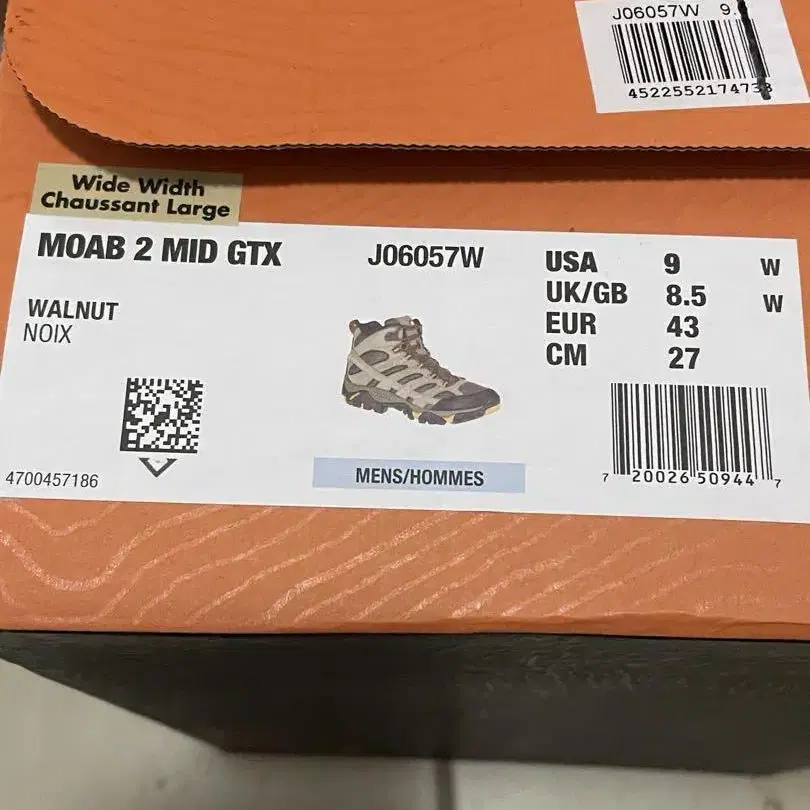 J06057W 9.
4522552174733
Wide Width
Chaussant Large
MOAB 2 MID GTX
J06057W
WALNUT
NOIX
USA 9 W
UK/GB 8.5 W
EUR 43
CM 27
4700457186
MENS/HOMMES
7 20026 50944 7